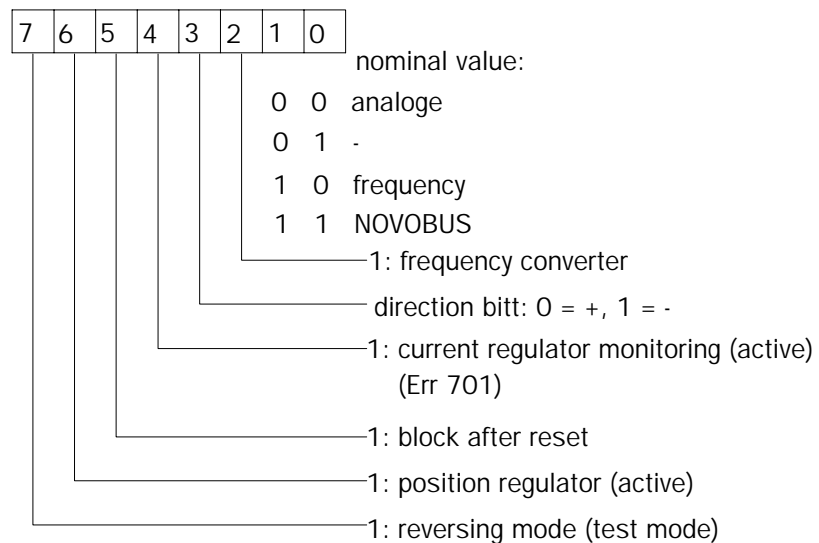 7 6 5 4 3 2 1 0
nominal value:
0 0 analoge
0 1 -
1 0 frequency
1 1 NOVOBUS
1: frequency converter
direction bitt: 0 = +, 1 = -
1: current regulator monitoring (active)
(Err 701)
1: block after reset
1: position regulator (active)
1: reversing mode (test mode)